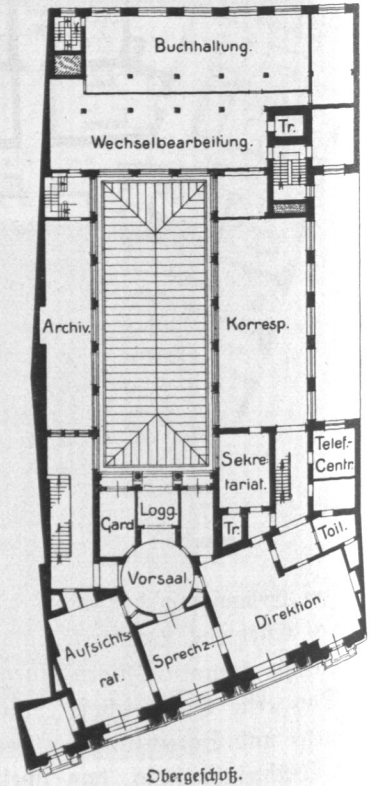 Buchhaltung.
Tr.
Wechselbearbeitung.
Archiv.
Korresp.
Sekre-
tariat.
Telef.-
Centr.
Gard.
Logg.
Tr.
Toil.
Vorsaal.
Direktion
Aufsichts
rat.
Sprechz.
Obergeschoß.